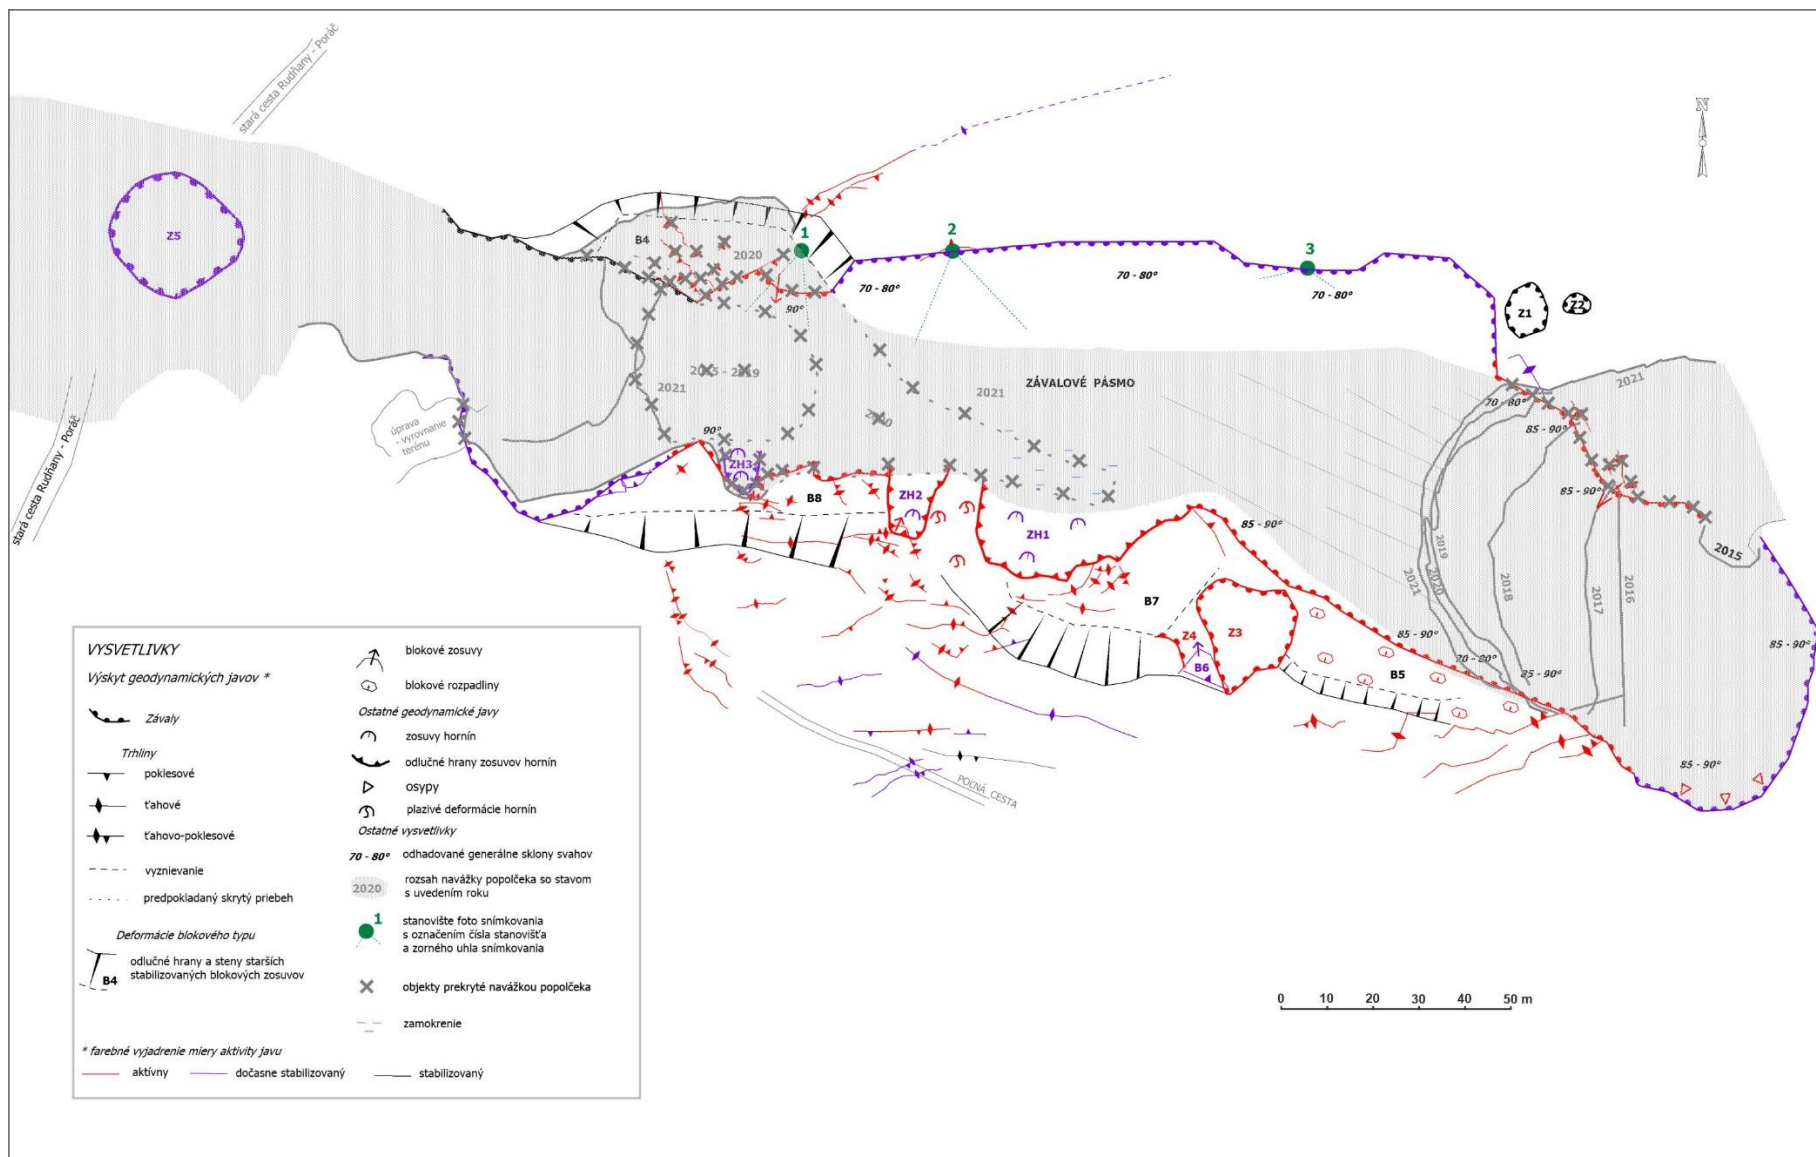 stará cesta Rudňany - Poráč
N
Z5
B4
2020
1
2
3
70 - 80°
70 - 80°
70 - 80°
90°
Z1
Z2
2021
2021
ZÁVALOVÉ PÁSMO
2021
70 - 80°
85 - 90°
úprava
- vyrovnanie
terénu
90°
ZH3
B8
ZH2
ZH1
85 - 90°
85 - 90°
stará cesta Rudňany - Poráč
2015
2019
2021
2020
2018
2017
2016
B7
Z4
Z3
B6
B5
85 - 90°
70 - 80°
85 - 90°
85 - 90°
POĽNÁ CESTA
VYSVETLIVKY
Výskyt geodynamických javov *
Závaly
Trhliny
poklesové
ťahové
ťahovo-poklesové
vyznievanie
predpokladaný skrytý priebeh
Deformácie blokového typu
B4
odlučné hrany a steny starších
stabilizovaných blokových zosuvov
blokové zosuvy
blokové rozpadliny
Ostatné geodynamické javy
zosuvy hornín
odlučné hrany zosuvov hornín
osypy
plazivé deformácie hornín
Ostatné vysvetlivky
70 - 80° odhadované generálne sklony svahov
2020
rozsah navážky popolčeka so stavom
s uvedením roku
1
stanovište foto snímkovania
s označením čísla stanovišťa
a zorného uhla snímkovania
objekty prekryté navážkou popolčeka
zamokrenie
* farebné vyjadrenie miery aktivity javu
aktívny
dočasne stabilizovaný
stabilizovaný
0 10 20 30 40 50 m